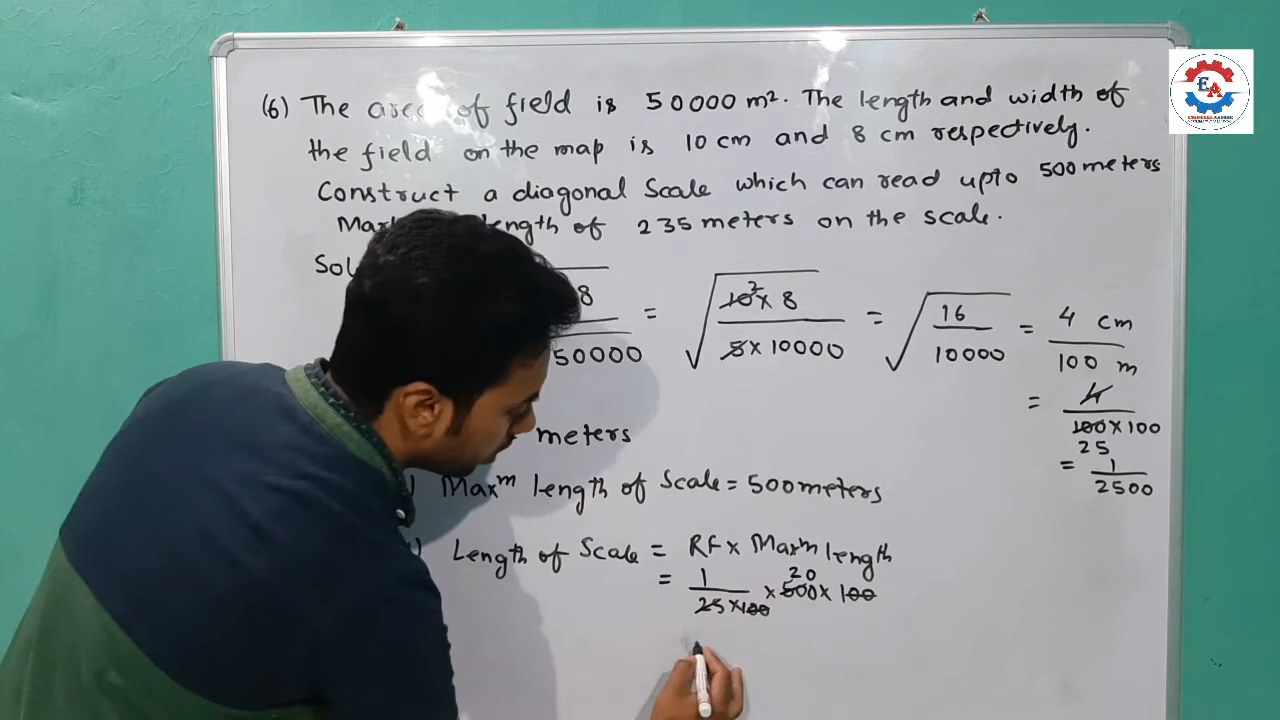 (6) The area of field is 50000 m². The length and width of
the field on the map is 10 cm and 8 cm respectively.
Construct a diagonal Scale which can read upto 500 meters
length of 235 meters on the scale.
8 / 50000 = √(10² × 8 / 5 × 10000) = √(16 / 10000) = 4 cm / 100 m
= 4 / 100 × 100
25
= 1 / 2500
meters
) Maxᵐ length of Scale = 500 meters
) Length of Scale = RF × Maxᵐ length
= 1 / 25 × 100 × 500 × 100
20
EA